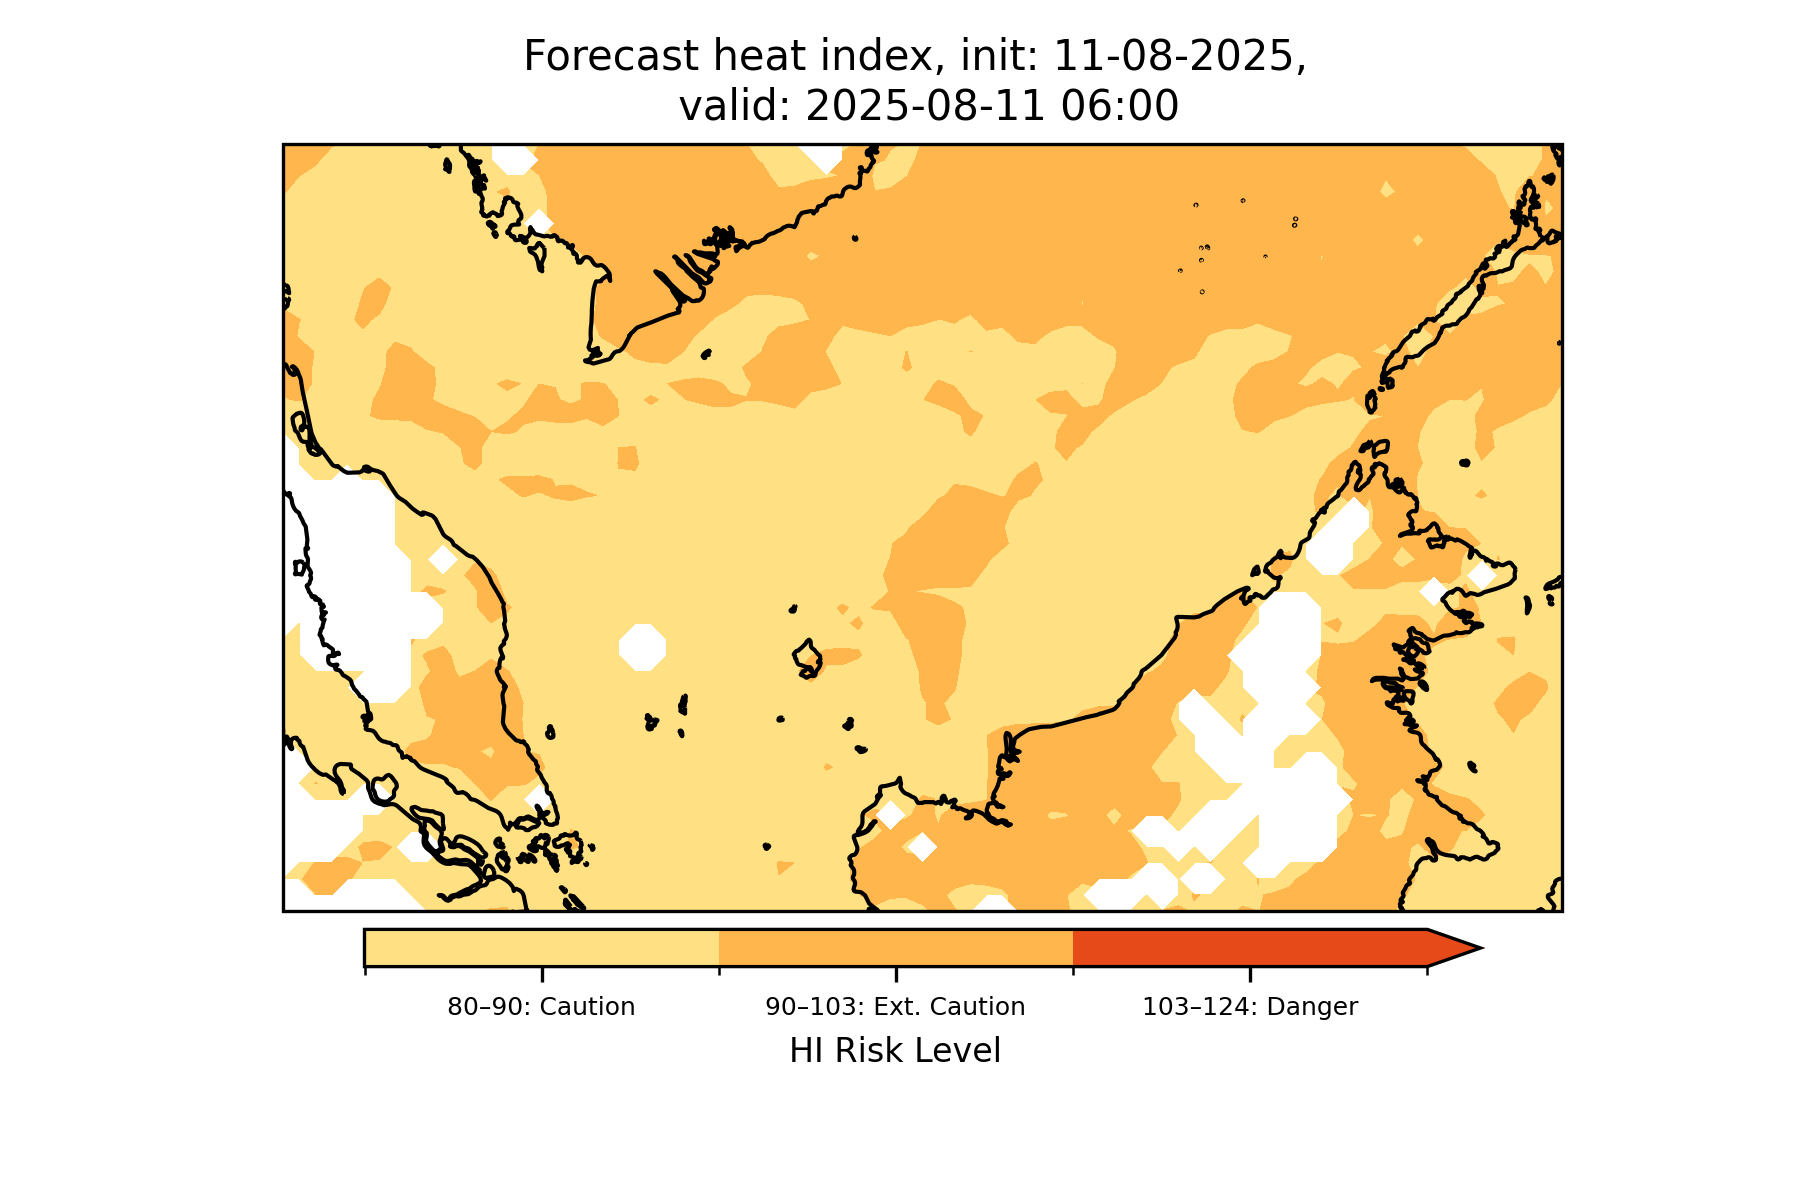 Forecast heat index, init: 11-08-2025,
valid: 2025-08-11 06:00
80–90: Caution
90–103: Ext. Caution
103–124: Danger
HI Risk Level